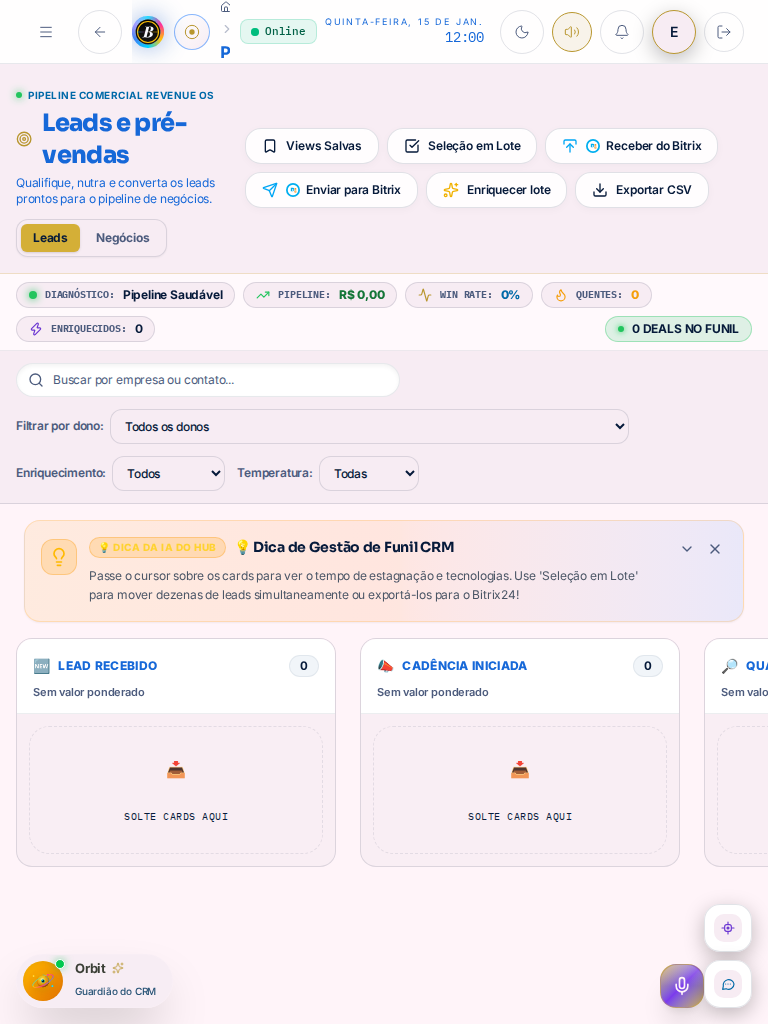 P
Online
QUINTA-FEIRA, 15 DE JAN.
12:00
E
PIPELINE COMERCIAL REVENUE OS
Leads e pré-
vendas
Qualifique, nutra e converta os leads
prontos para o pipeline de negócios.
Leads Negócios
Views Salvas Seleção em Lote Receber do Bitrix
Enviar para Bitrix Enriquecer lote Exportar CSV
DIAGNÓSTICO: Pipeline Saudável PIPELINE: R$ 0,00 WIN RATE: 0% QUENTES: 0
ENRIQUECIDOS: 0 0 DEALS NO FUNIL
Buscar por empresa ou contato...
Filtrar por dono: Todos os donos
Enriquecimento: Todos Temperatura: Todas
💡 DICA DA IA DO HUB 💡 Dica de Gestão de Funil CRM
Passe o cursor sobre os cards para ver o tempo de estagnação e tecnologias. Use 'Seleção em Lote'
para mover dezenas de leads simultaneamente ou exportá-los para o Bitrix24!
🆕 LEAD RECEBIDO 0 📣 CADÊNCIA INICIADA 0 🔎 QUA
Sem valor ponderado Sem valor ponderado Sem valo
SOLTE CARDS AQUI SOLTE CARDS AQUI
Orbit
Guardião do CRM